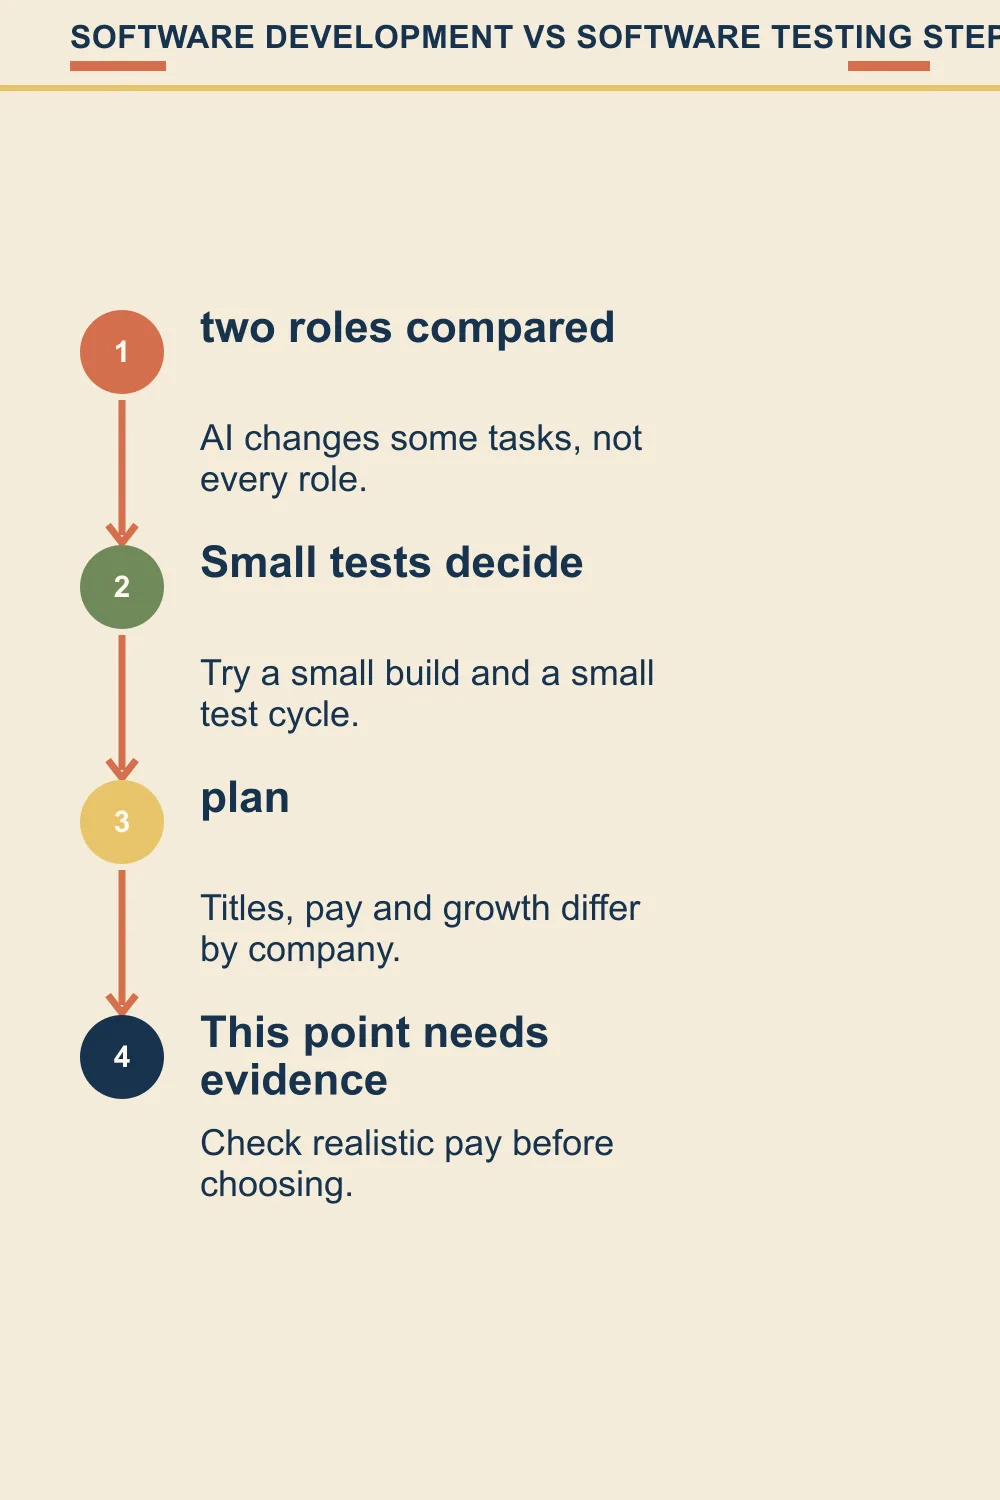 SOFTWARE DEVELOPMENT VS SOFTWARE TESTING STEP
1
two roles compared
AI changes some tasks, not
every role.
2
Small tests decide
Try a small build and a small
test cycle.
3
plan
Titles, pay and growth differ
by company.
4
This point needs
evidence
Check realistic pay before
choosing.